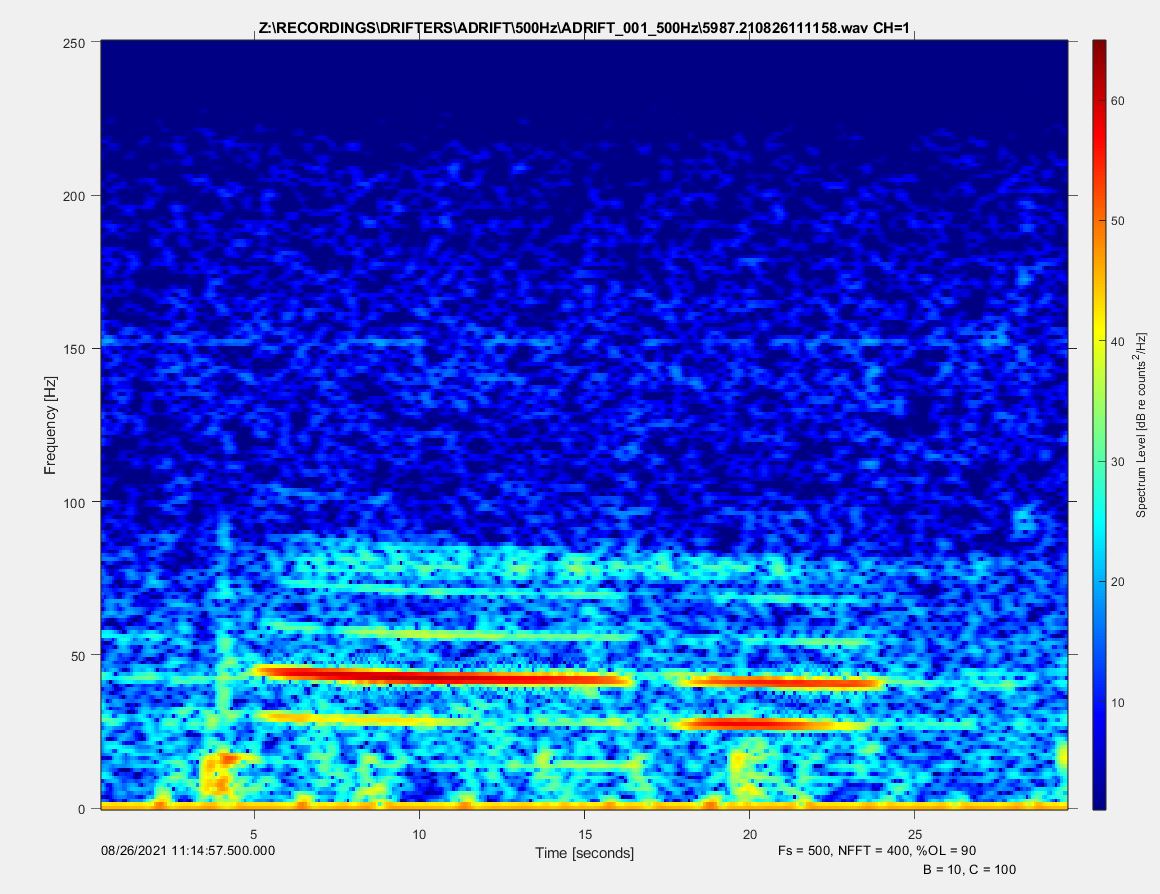 Z:\RECORDINGS\DRIFTERS\ADRIFT\500Hz\ADRIFT_001_500Hz\5987.210826111158.wav CH=1
250
200
150
100
50
0
Frequency [Hz]
5 10 15 20 25
Time [seconds]
60
50
40
30
20
10
Spectrum Level [dB re counts²/Hz]
08/26/2021 11:14:57.500.000
Fs = 500, NFFT = 400, %OL = 90
B = 10, C = 100